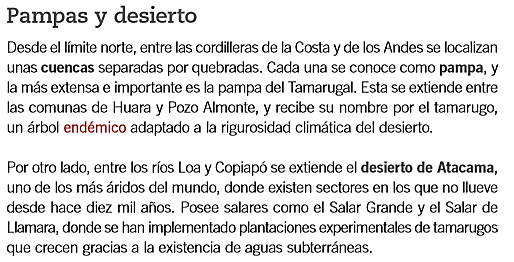 Pampas y desierto
Desde el límite norte, entre las cordilleras de la Costa y de los Andes se localizan
unas cuencas separadas por quebradas. Cada una se conoce como pampa, y
la más extensa e importante es la pampa del Tamarugal. Esta se extiende entre
las comunas de Huara y Pozo Almonte, y recibe su nombre por el tamarugo,
un árbol endémico adaptado a la rigurosidad climática del desierto.
Por otro lado, entre los ríos Loa y Copiapó se extiende el desierto de Atacama,
uno de los más áridos del mundo, donde existen sectores en los que no llueve
desde hace diez mil años. Posee salares como el Salar Grande y el Salar de
Llamara, donde se han implementado plantaciones experimentales de tamarugos
que crecen gracias a la existencia de aguas subterráneas.